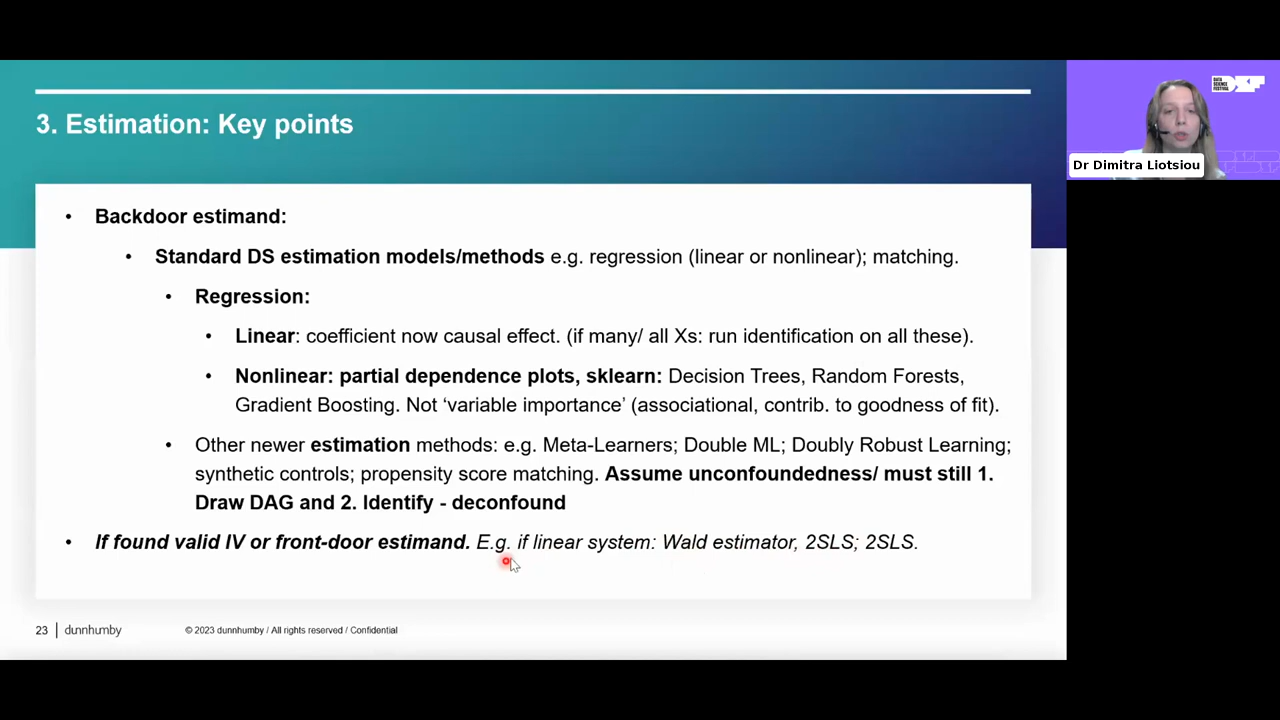 3. Estimation: Key points
DATA
SCIENCE
FESTIVAL
Dr Dimitra Liotsiou
• Backdoor estimand:
• Standard DS estimation models/methods e.g. regression (linear or nonlinear); matching.
• Regression:
• Linear: coefficient now causal effect. (if many/ all Xs: run identification on all these).
• Nonlinear: partial dependence plots, sklearn: Decision Trees, Random Forests,
Gradient Boosting. Not ‘variable importance’ (associational, contrib. to goodness of fit).
• Other newer estimation methods: e.g. Meta-Learners; Double ML; Doubly Robust Learning;
synthetic controls; propensity score matching. Assume unconfoundedness/ must still 1.
Draw DAG and 2. Identify - deconfound
• If found valid IV or front-door estimand. E.g. if linear system: Wald estimator, 2SLS; 2SLS.
23 | dunnhumby © 2023 dunnhumby / All rights reserved / Confidential